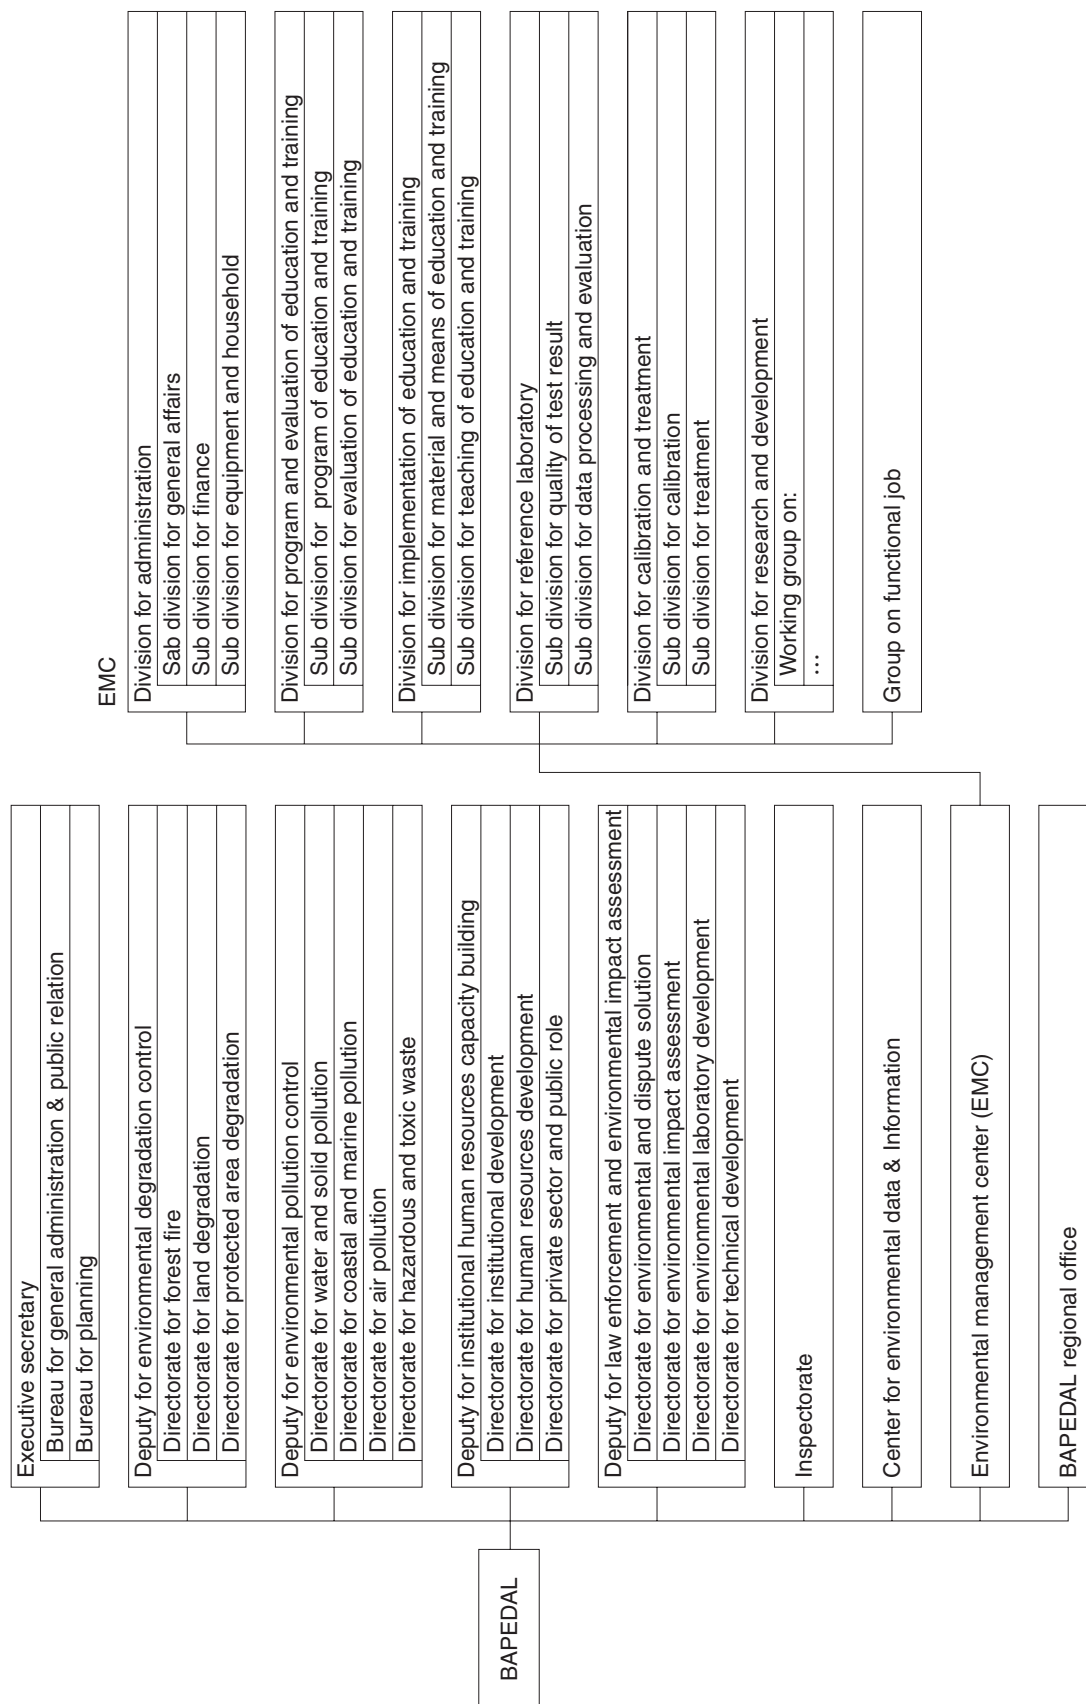 BAPEDAL
Executive secretary
Bureau for general administration & public relation
Bureau for planning
Deputy for environmental degradation control
Directorate for forest fire
Directorate for land degradation
Directorate for protected area degradation
Deputy for environmental pollution control
Directorate for water and solid pollution
Directorate for coastal and marine pollution
Directorate for air pollution
Directorate for hazardous and toxic waste
Deputy for institutional human resources capacity building
Directorate for institutional development
Directorate for human resources development
Directorate for private sector and public role
Deputy for law enforcement and environmental impact assessment
Directorate for environmental and dispute solution
Directorate for environmental impact assessment
Directorate for environmental laboratory development
Directorate for technical development
Inspectorate
Center for environmental data & Information
Environmental management center (EMC)
BAPEDAL regional office
EMC
Division for administration
Sab division for general affairs
Sub division for finance
Sub division for equipment and household
Division for program and evaluation of education and training
Sub division for program of education and training
Sub division for evaluation of education and training
Division for implementation of education and training
Sub division for material and means of education and training
Sub division for teaching of education and training
Division for reference laboratory
Sub division for quality of test result
Sub division for data processing and evaluation
Division for calibration and treatment
Sub division for calibration
Sub division for treatment
Division for research and development
Working group on:
…
Group on functional job